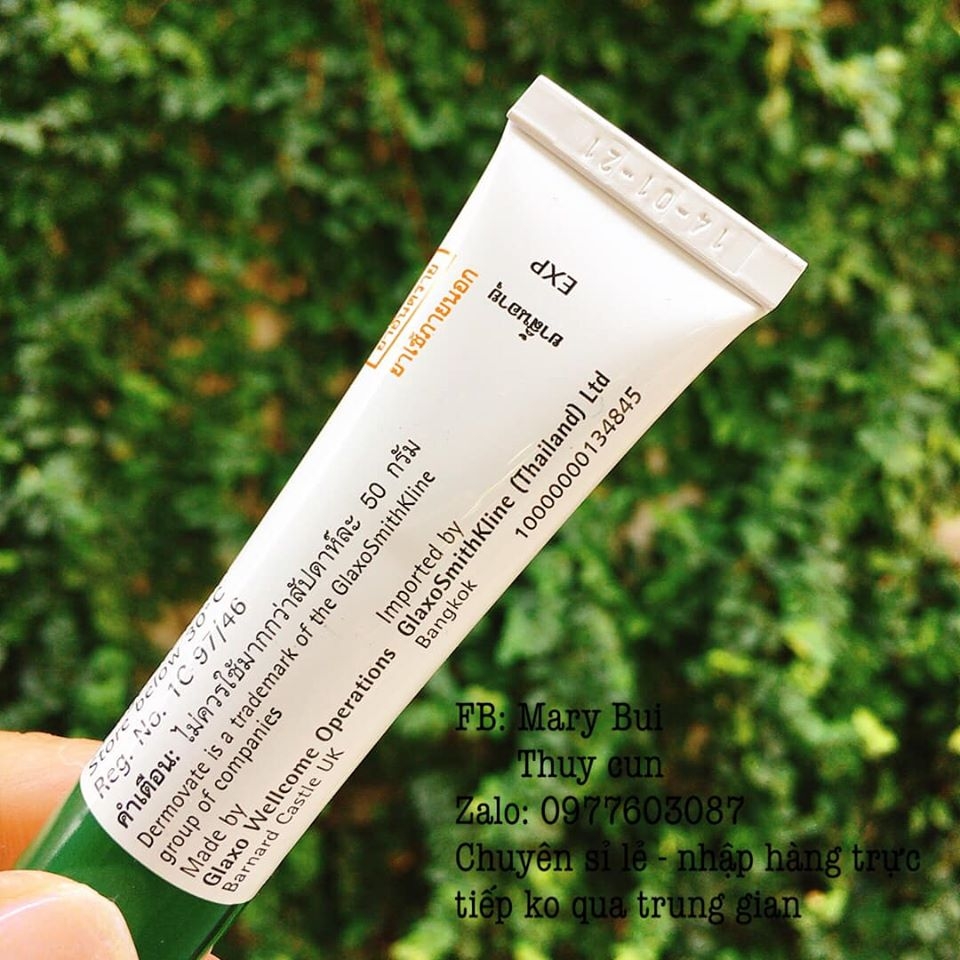 14-01-21
EXP
ยาสิ้นอายุ
ยาใช้ภายนอก
Store below 30°C
Reg. No. 1C 97/46
คำเตือน: ไม่ควรใช้มากกว่าสัปดาห์ละ 50 กรัม
Dermovate is a trademark of the GlaxoSmithKline
group of companies
Made by
Glaxo Wellcome Operations
Barnard Castle UK
Imported by
GlaxoSmithKline (Thailand) Ltd
Bangkok
10000000134845
FB: Mary Bui
Thuy cun
Zalo: 0977603087
Chuyên sỉ lẻ - nhập hàng trực
tiếp ko qua trung gian